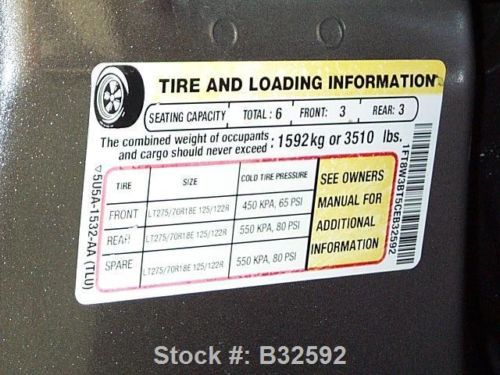 TIRE AND LOADING INFORMATION
SEATING CAPACITY TOTAL: 6 FRONT: 3 REAR: 3
The combined weight of occupants and cargo should never exceed : 1592kg or 3510 lbs.
TIRE SIZE COLD TIRE PRESSURE
FRONT LT275/70R18E 125/122R 450 KPA, 65 PSI
REAR LT275/70R18E 125/122R 550 KPA, 80 PSI
SPARE LT275/70R18E 125/122R 550 KPA, 80 PSI
SEE OWNERS
MANUAL FOR
ADDITIONAL
INFORMATION
5U5A-1532-AA (TLU)
1FT8W3BT5CEB32592
Stock #: B32592